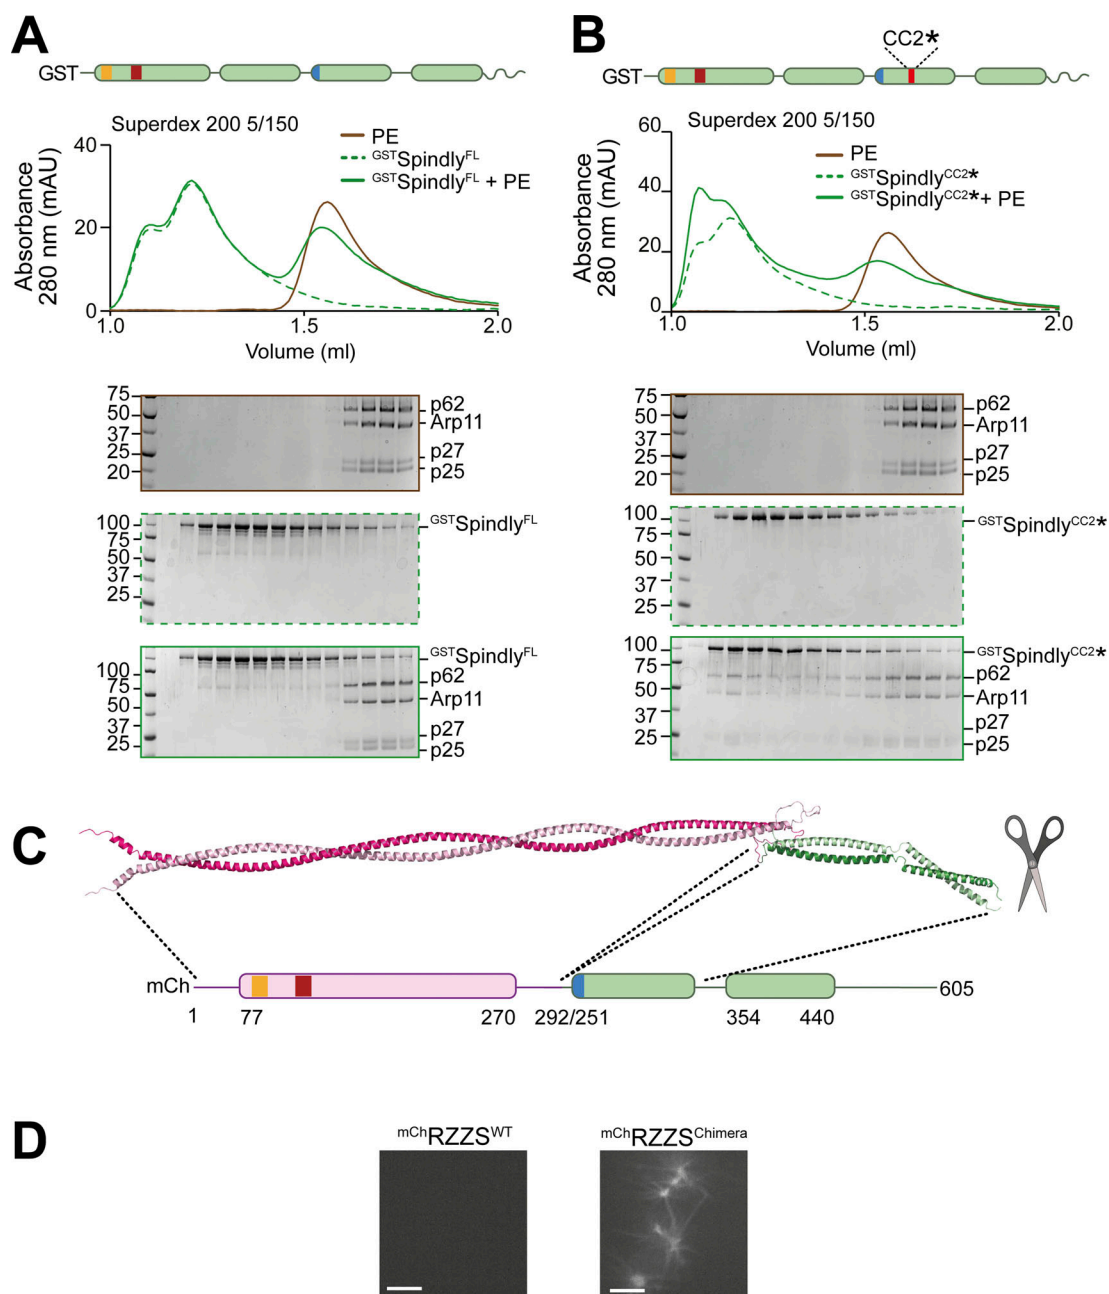 A
GST
Superdex 200 5/150
PE
GSTSpindlyFL
GSTSpindlyFL + PE
Absorbance
280 nm (mAU)
40
20
0
1.0
1.5
2.0
Volume (ml)
75
50
37
25
20
p62
Arp11
p27
p25
100
75
50
37
25
GSTSpindlyFL
100
75
50
37
25
GSTSpindlyFL
p62
Arp11
p27
p25
B
CC2*
GST
Superdex 200 5/150
PE
GSTSpindlyCC2*
GSTSpindlyCC2*+ PE
Absorbance
280 nm (mAU)
60
40
20
0
1.0
1.5
2.0
Volume (ml)
75
50
37
25
20
p62
Arp11
p27
p25
100
75
50
37
25
GSTSpindlyCC2*
100
75
50
37
25
GSTSpindlyCC2*
p62
Arp11
p27
p25
C
mCh
1
77
270
292/251
354
440
605
D
mChRZZSWT
mChRZZSChimera